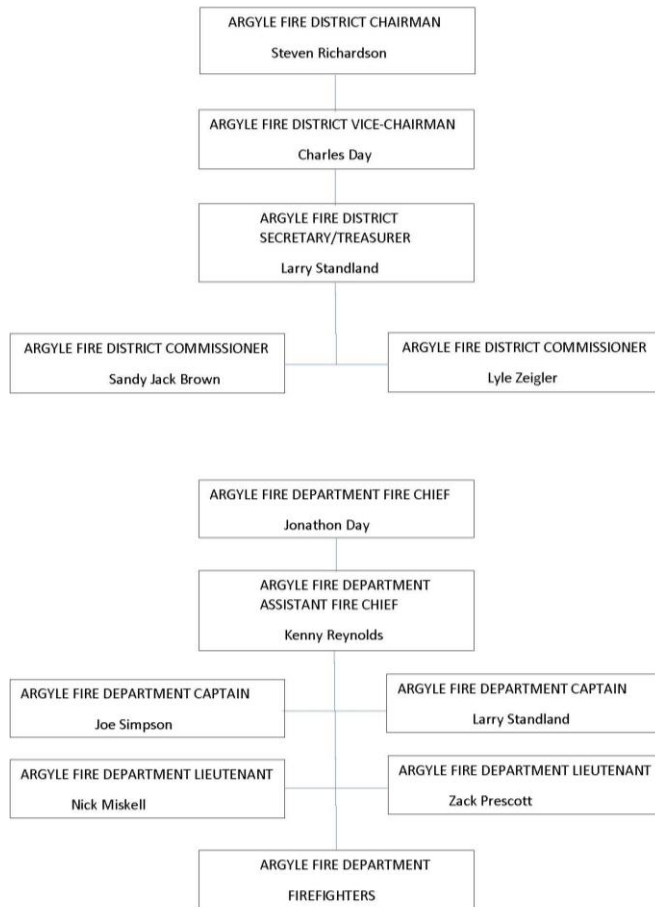 ARGYLE FIRE DISTRICT CHAIRMAN
Steven Richardson
ARGYLE FIRE DISTRICT VICE-CHAIRMAN
Charles Day
ARGYLE FIRE DISTRICT
SECRETARY/TREASURER
Larry Standland
ARGYLE FIRE DISTRICT COMMISSIONER
Sandy Jack Brown
ARGYLE FIRE DISTRICT COMMISSIONER
Lyle Zeigler
ARGYLE FIRE DEPARTMENT FIRE CHIEF
Jonathon Day
ARGYLE FIRE DEPARTMENT
ASSISTANT FIRE CHIEF
Kenny Reynolds
ARGYLE FIRE DEPARTMENT CAPTAIN
Joe Simpson
ARGYLE FIRE DEPARTMENT CAPTAIN
Larry Standland
ARGYLE FIRE DEPARTMENT LIEUTENANT
Nick Miskell
ARGYLE FIRE DEPARTMENT LIEUTENANT
Zack Prescott
ARGYLE FIRE DEPARTMENT
FIREFIGHTERS